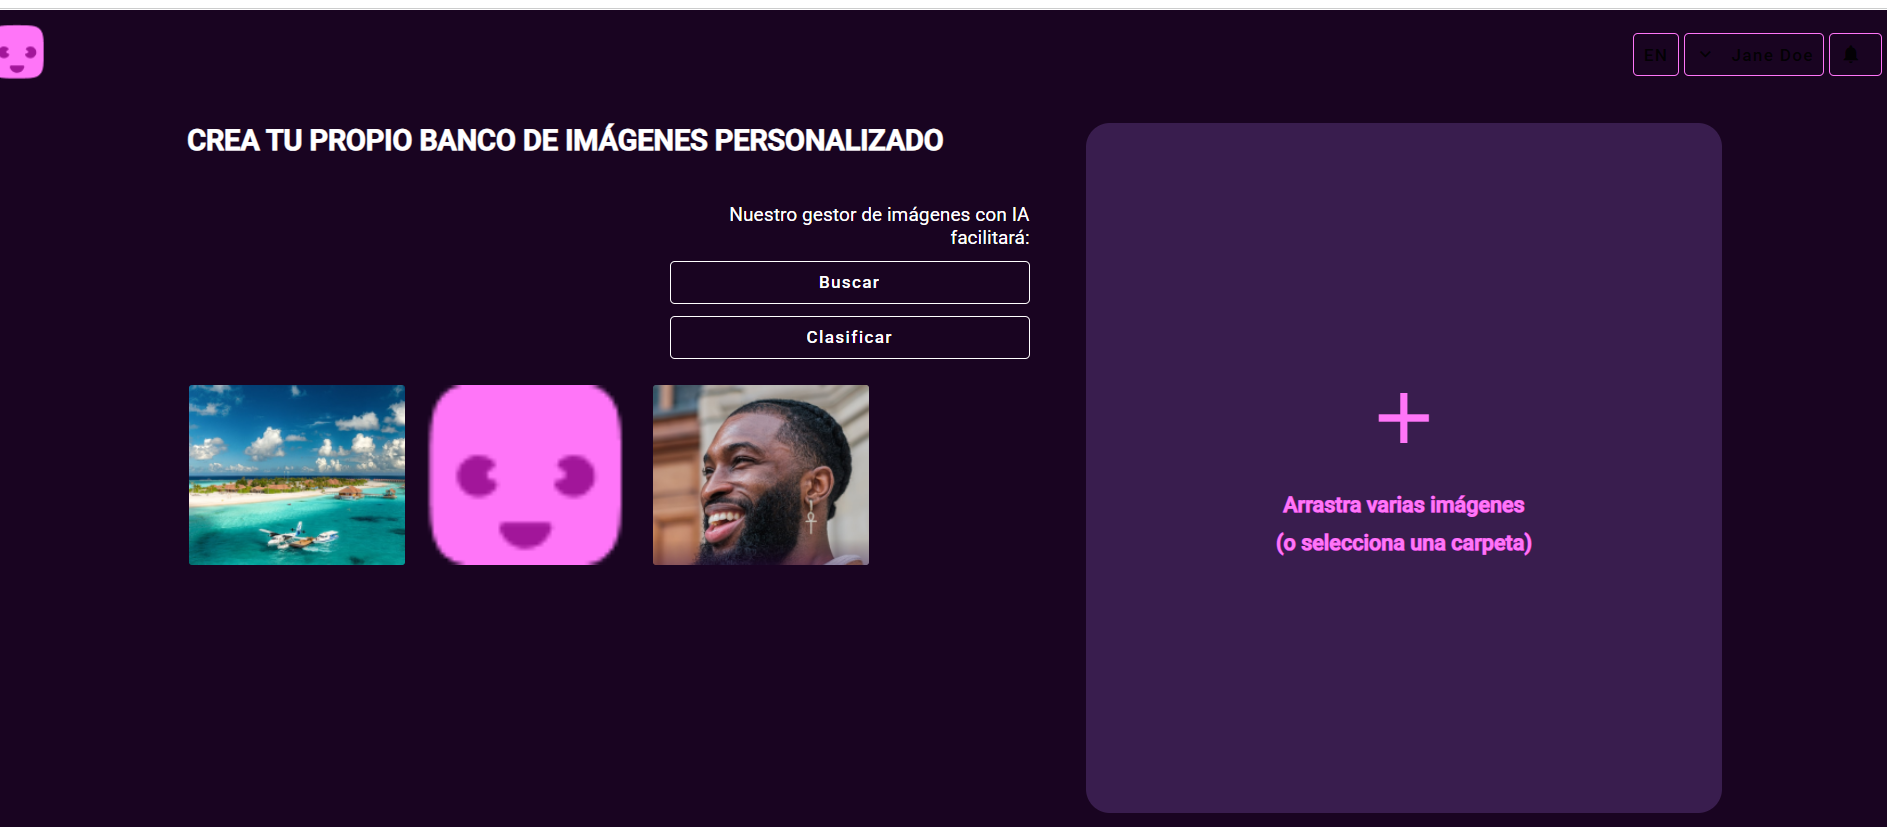 EN
Jane Doe
CREA TU PROPIO BANCO DE IMÁGENES PERSONALIZADO
Nuestro gestor de imágenes con IA
facilitará:
Buscar
Clasificar
Arrastra varias imágenes
(o selecciona una carpeta)